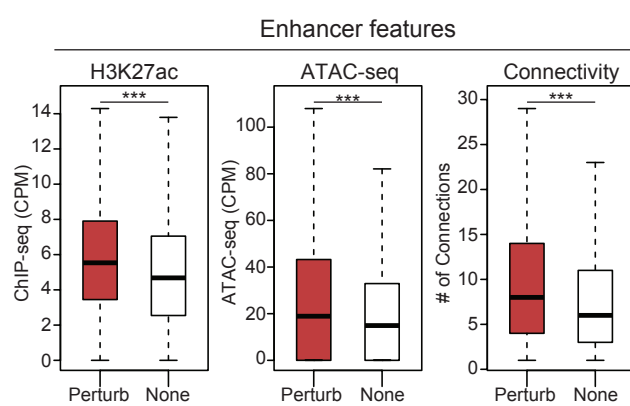 Enhancer features
H3K27ac
***
ChIP-seq (CPM)
14
12
10
8
6
4
2
0
Perturb None
ATAC-seq
***
ATAC-seq (CPM)
100
80
60
40
20
0
Perturb None
Connectivity
***
# of Connections
30
25
20
15
10
5
0
Perturb None